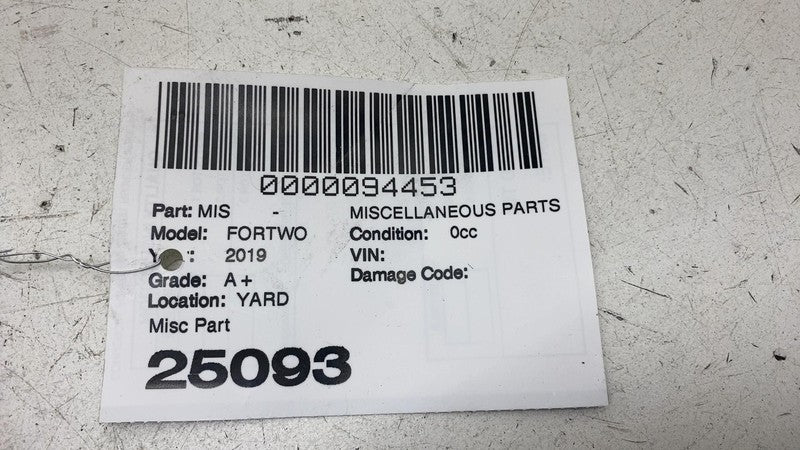 0000094453
Part: MIS - MISCELLANEOUS PARTS
Model: FORTWO Condition: 0cc
2019 VIN:
Grade: A+ Damage Code:
Location: YARD
Misc Part
25093